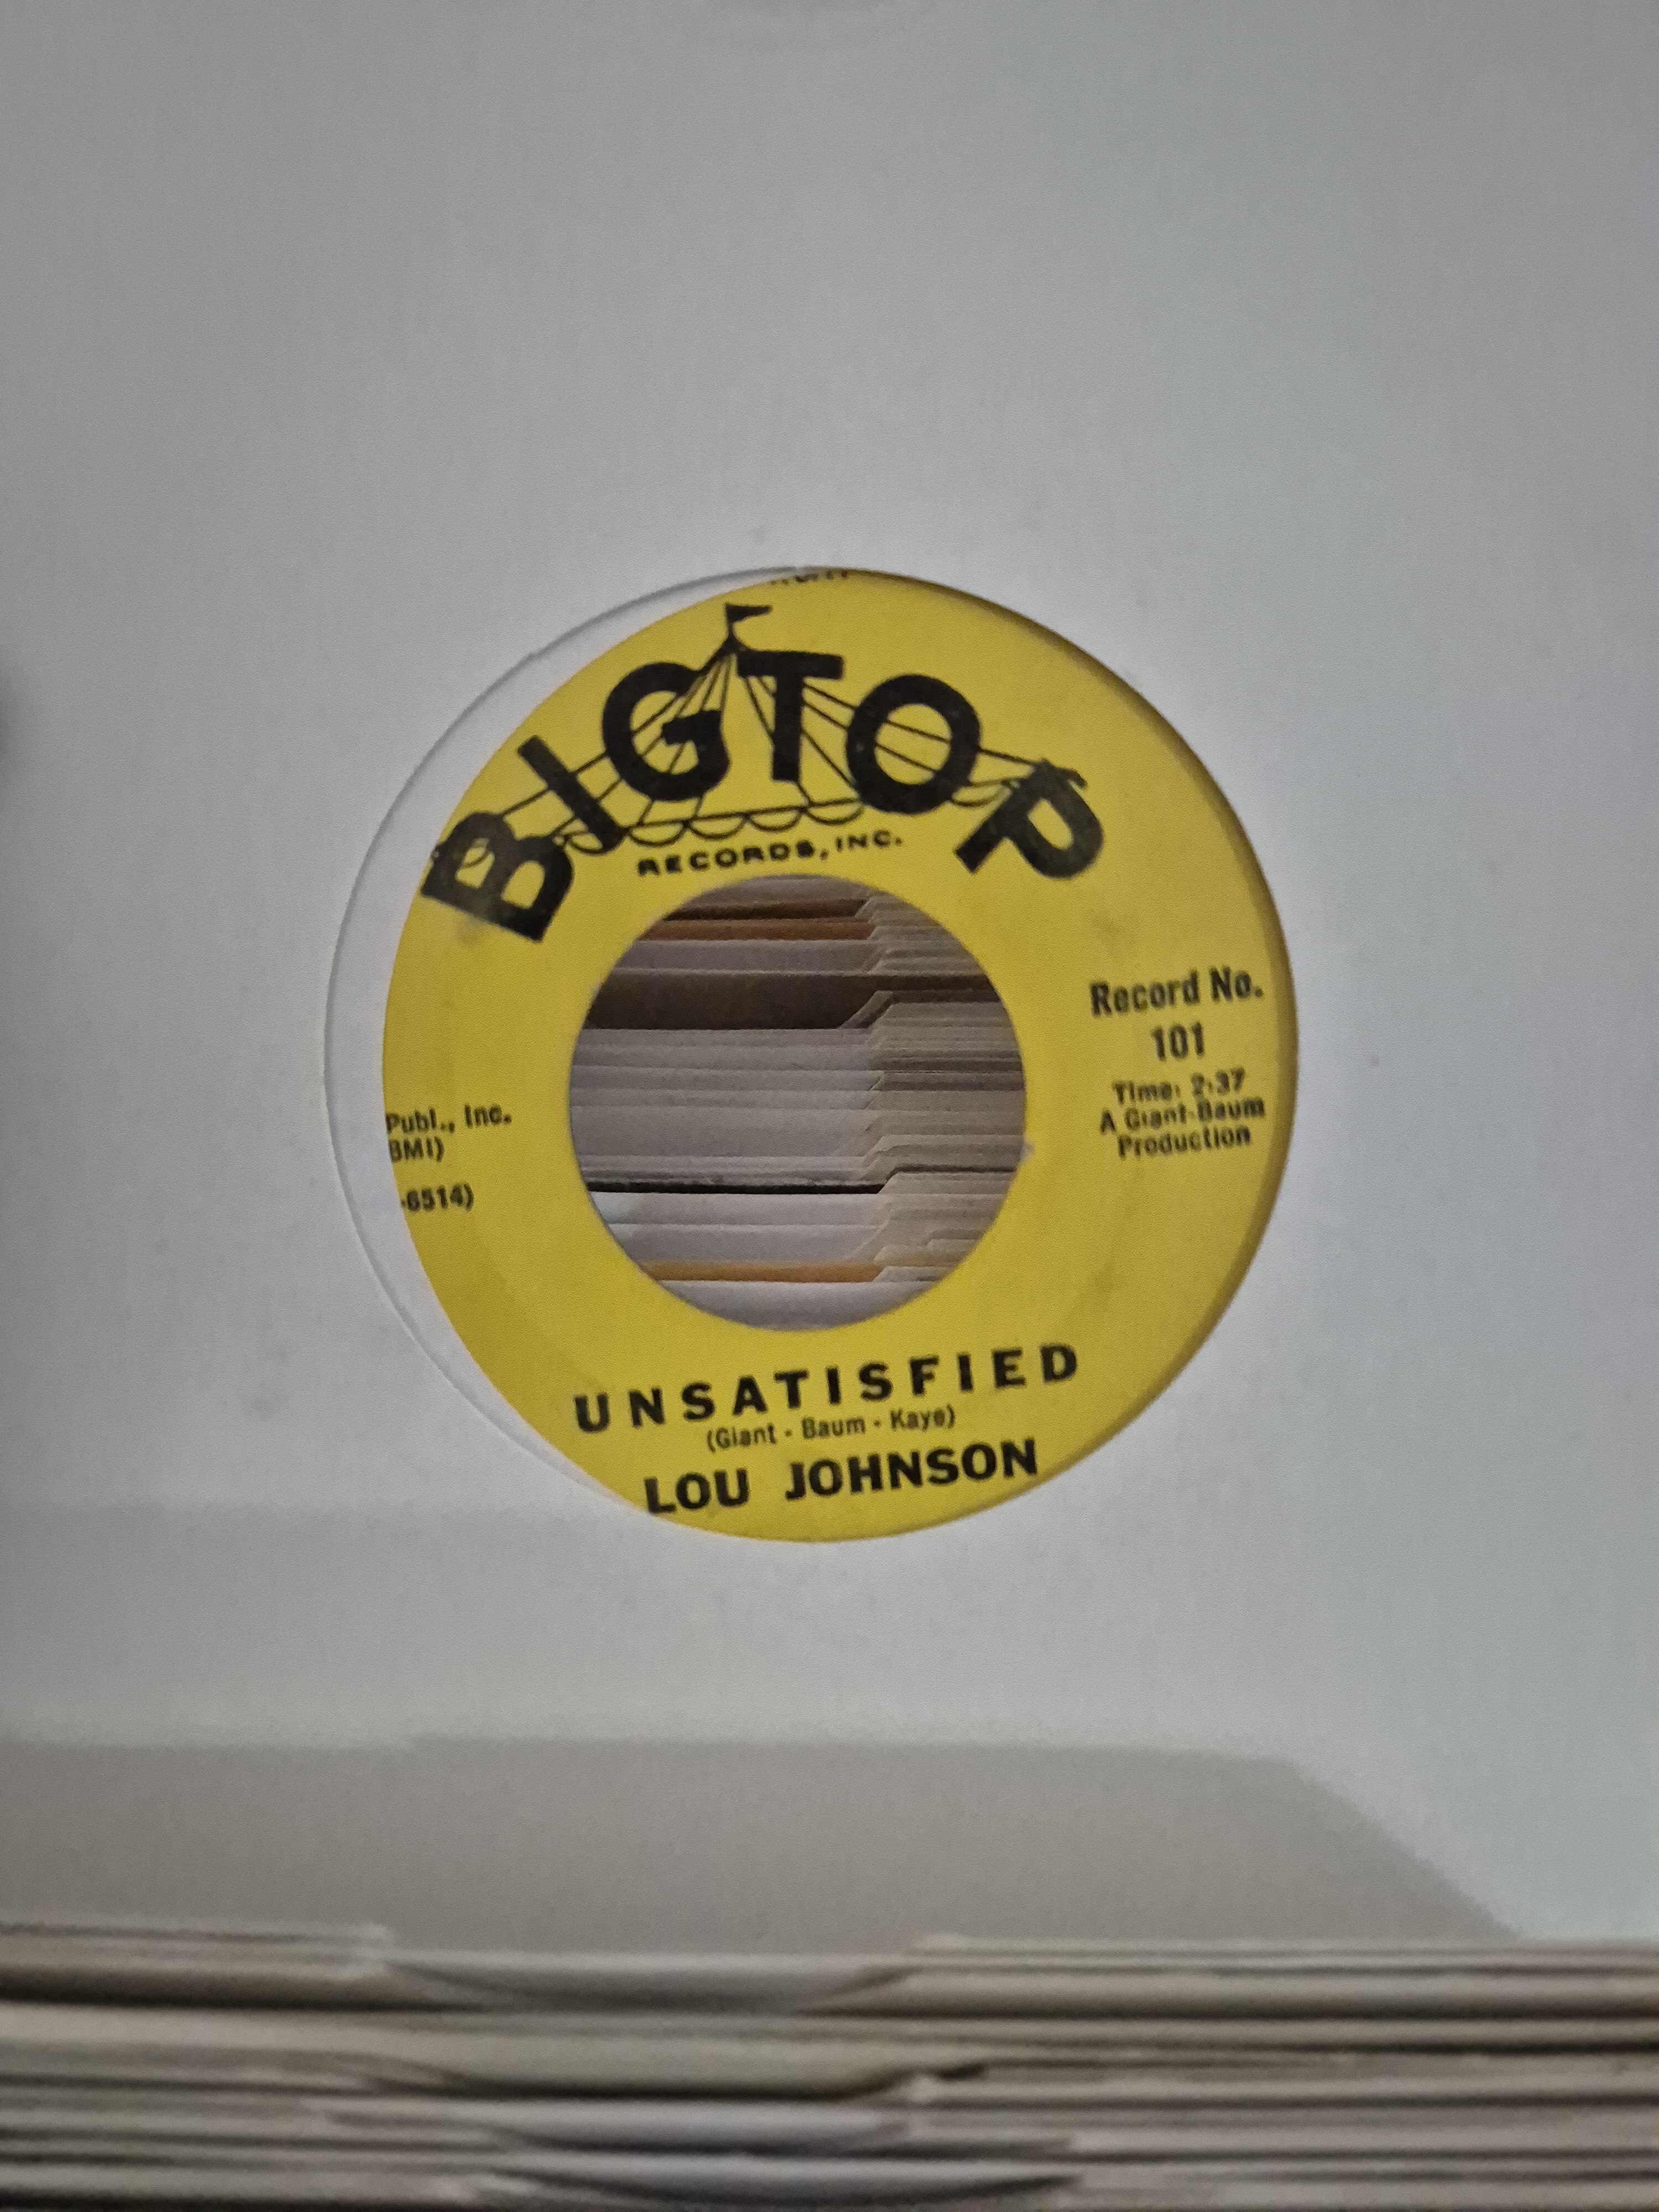 BIGTOP
RECORDS, INC.
Record No.
101
Time: 2:37
A Giant-Baum
Production
Publ., Inc.
BMI)
-6514)
UNSATISFIED
(Giant - Baum - Kaye)
LOU JOHNSON